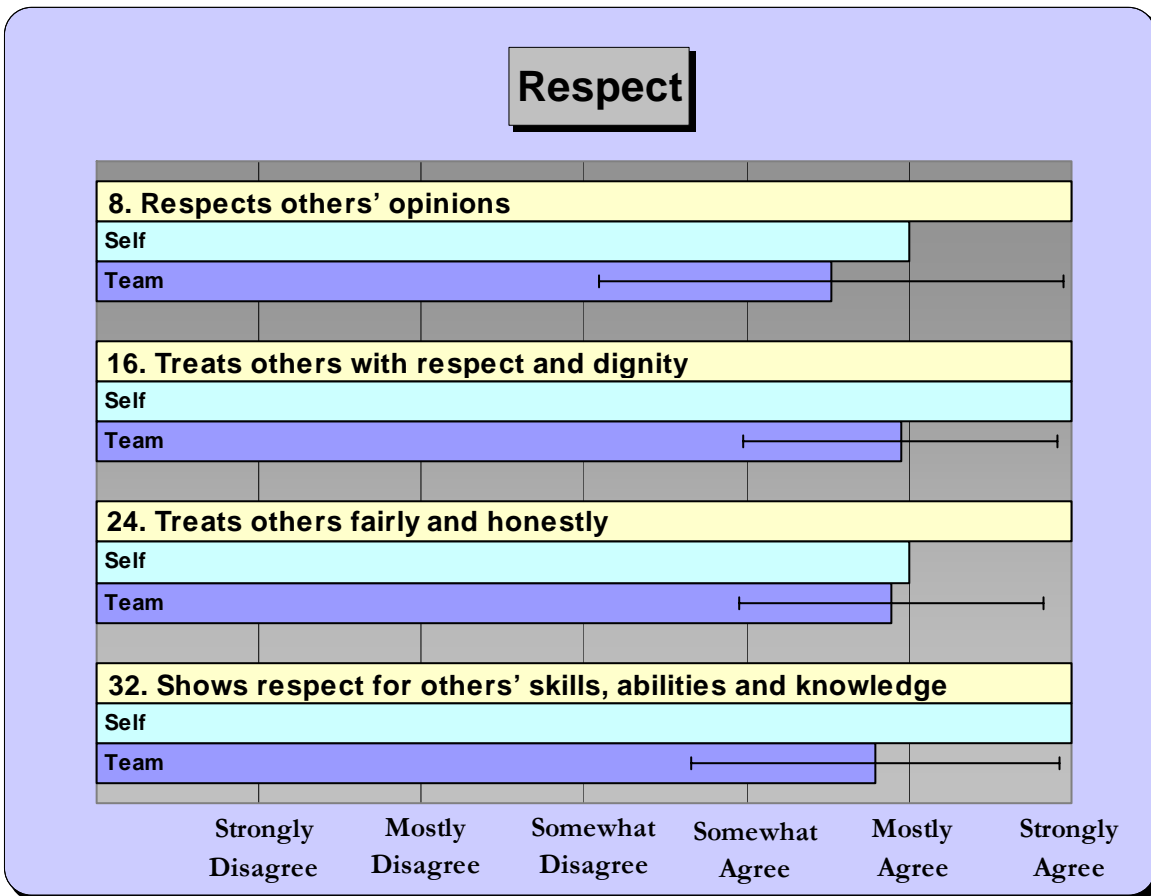 Respect
8. Respects others’ opinions
Self
Team
16. Treats others with respect and dignity
Self
Team
24. Treats others fairly and honestly
Self
Team
32. Shows respect for others’ skills, abilities and knowledge
Self
Team
Strongly Mostly Somewhat Somewhat Mostly Strongly
Disagree Disagree Disagree Agree Agree Agree